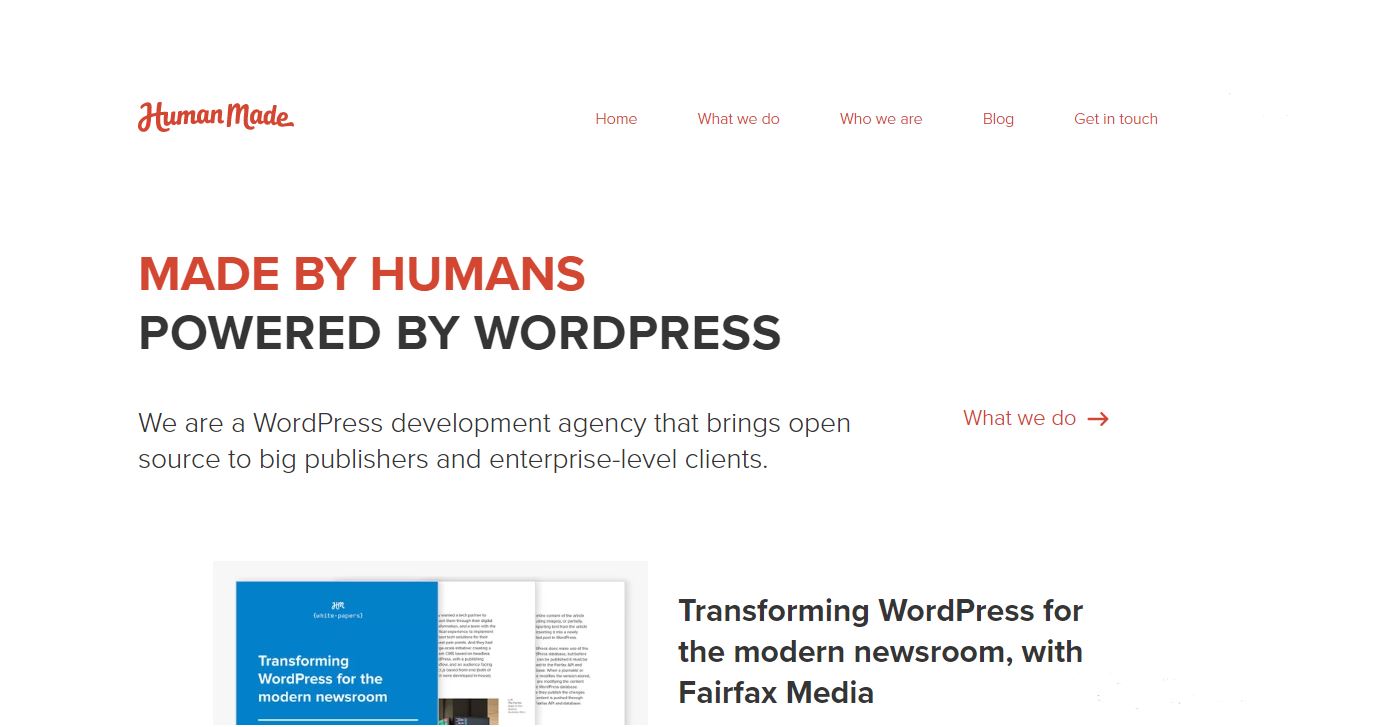 Human Made
Home What we do Who we are Blog Get in touch
MADE BY HUMANS
POWERED BY WORDPRESS
We are a WordPress development agency that brings open
source to big publishers and enterprise-level clients.
What we do
HM
{white-papers}
Transforming
WordPress for the
modern newsroom
Transforming WordPress for
the modern newsroom, with
Fairfax Media